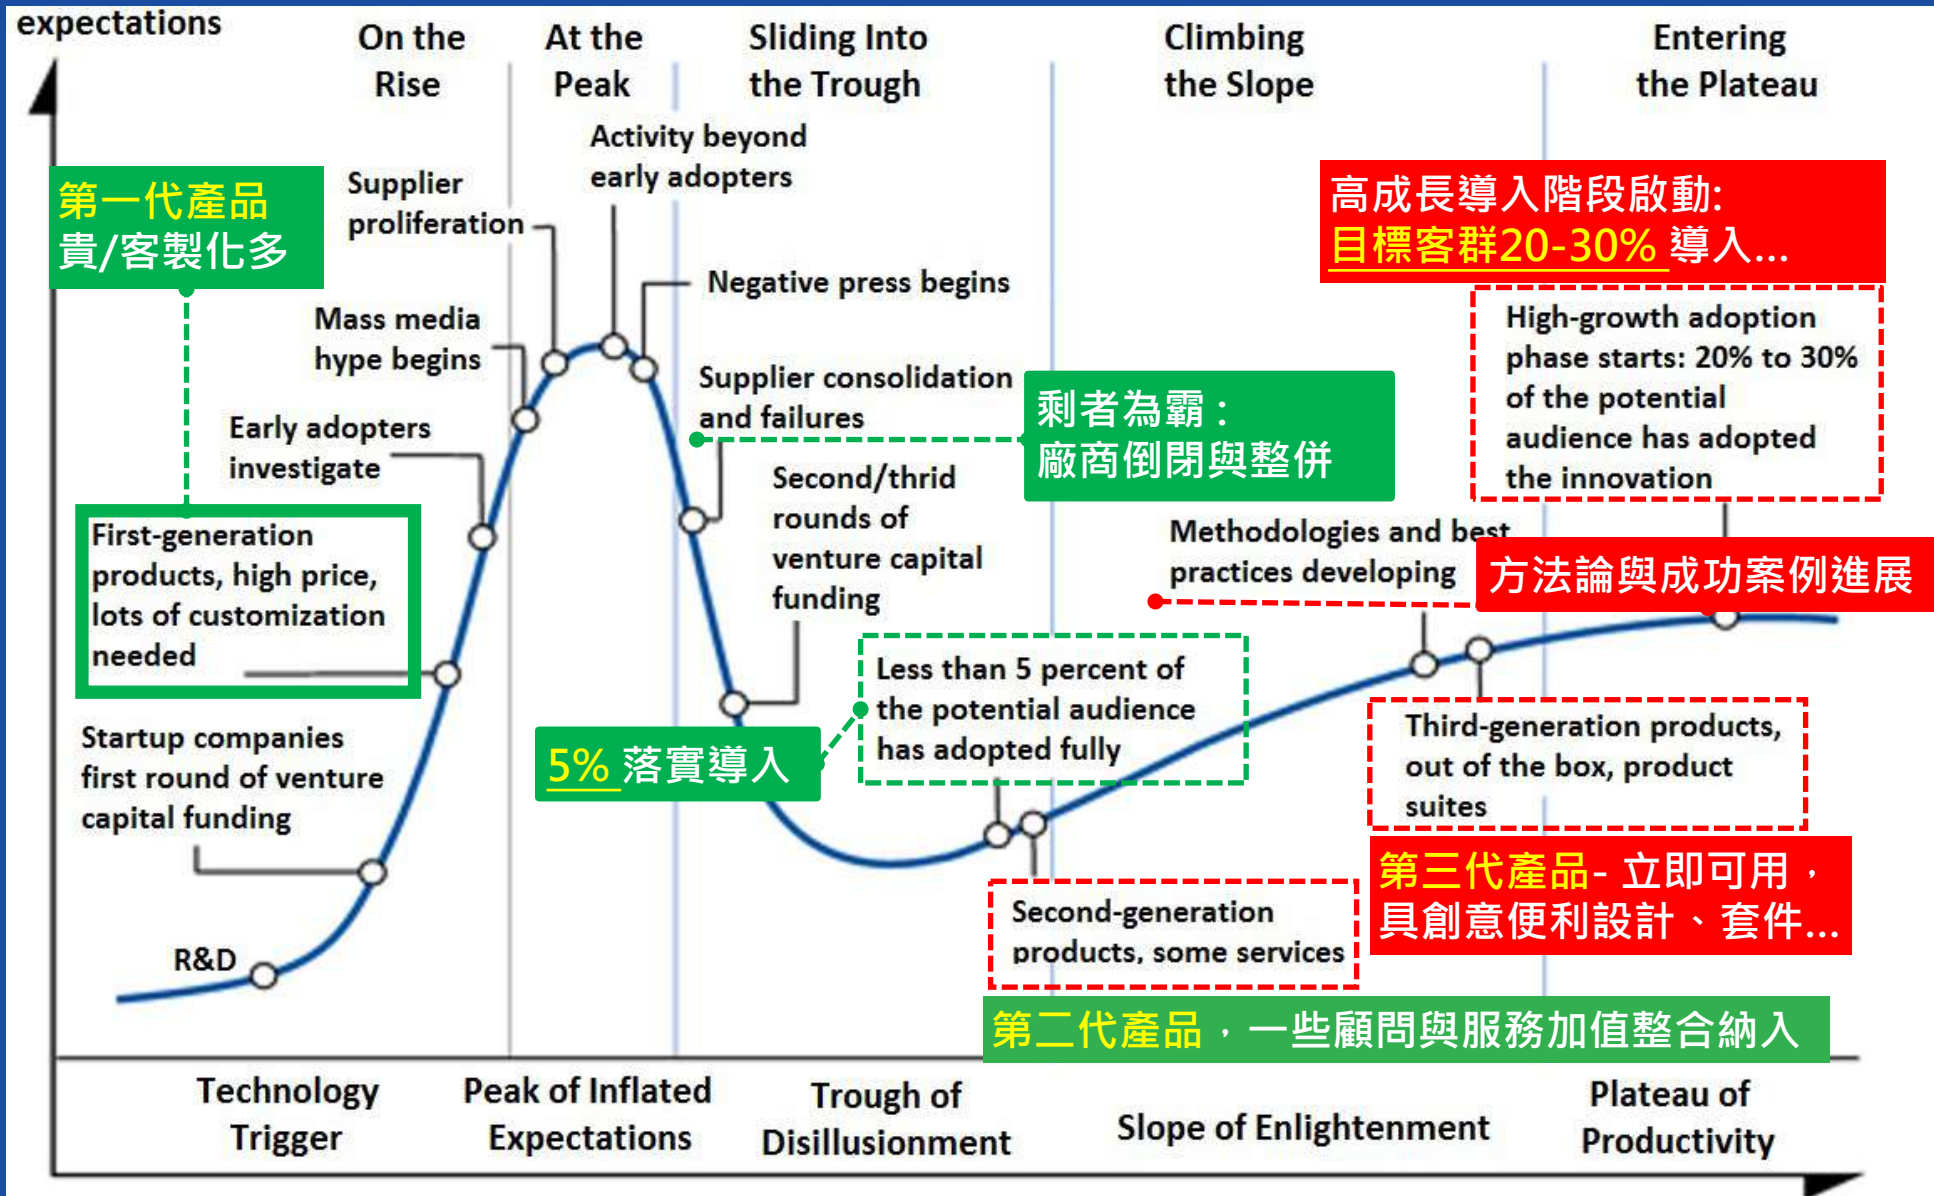 expectations
On the
Rise
At the
Peak
Sliding Into
the Trough
Climbing
the Slope
Entering
the Plateau
Activity beyond
early adopters
Supplier
proliferation
第一代產品
貴/客製化多
高成長導入階段啟動:
目標客群20-30% 導入...
Negative press begins
Mass media
hype begins
High-growth adoption
phase starts: 20% to 30%
of the potential
audience has adopted
the innovation
Supplier consolidation
and failures
剩者為霸：
廠商倒閉與整併
Early adopters
investigate
Second/thrid
rounds of
venture capital
funding
First-generation
products, high price,
lots of customization
needed
Methodologies and best
practices developing
方法論與成功案例進展
Less than 5 percent of
the potential audience
has adopted fully
5% 落實導入
Startup companies
first round of venture
capital funding
Third-generation products,
out of the box, product
suites
第三代產品- 立即可用，
具創意便利設計、套件...
Second-generation
products, some services
R&D
第二代產品，一些顧問與服務加值整合納入
Technology
Trigger
Peak of Inflated
Expectations
Trough of
Disillusionment
Slope of Enlightenment
Plateau of
Productivity